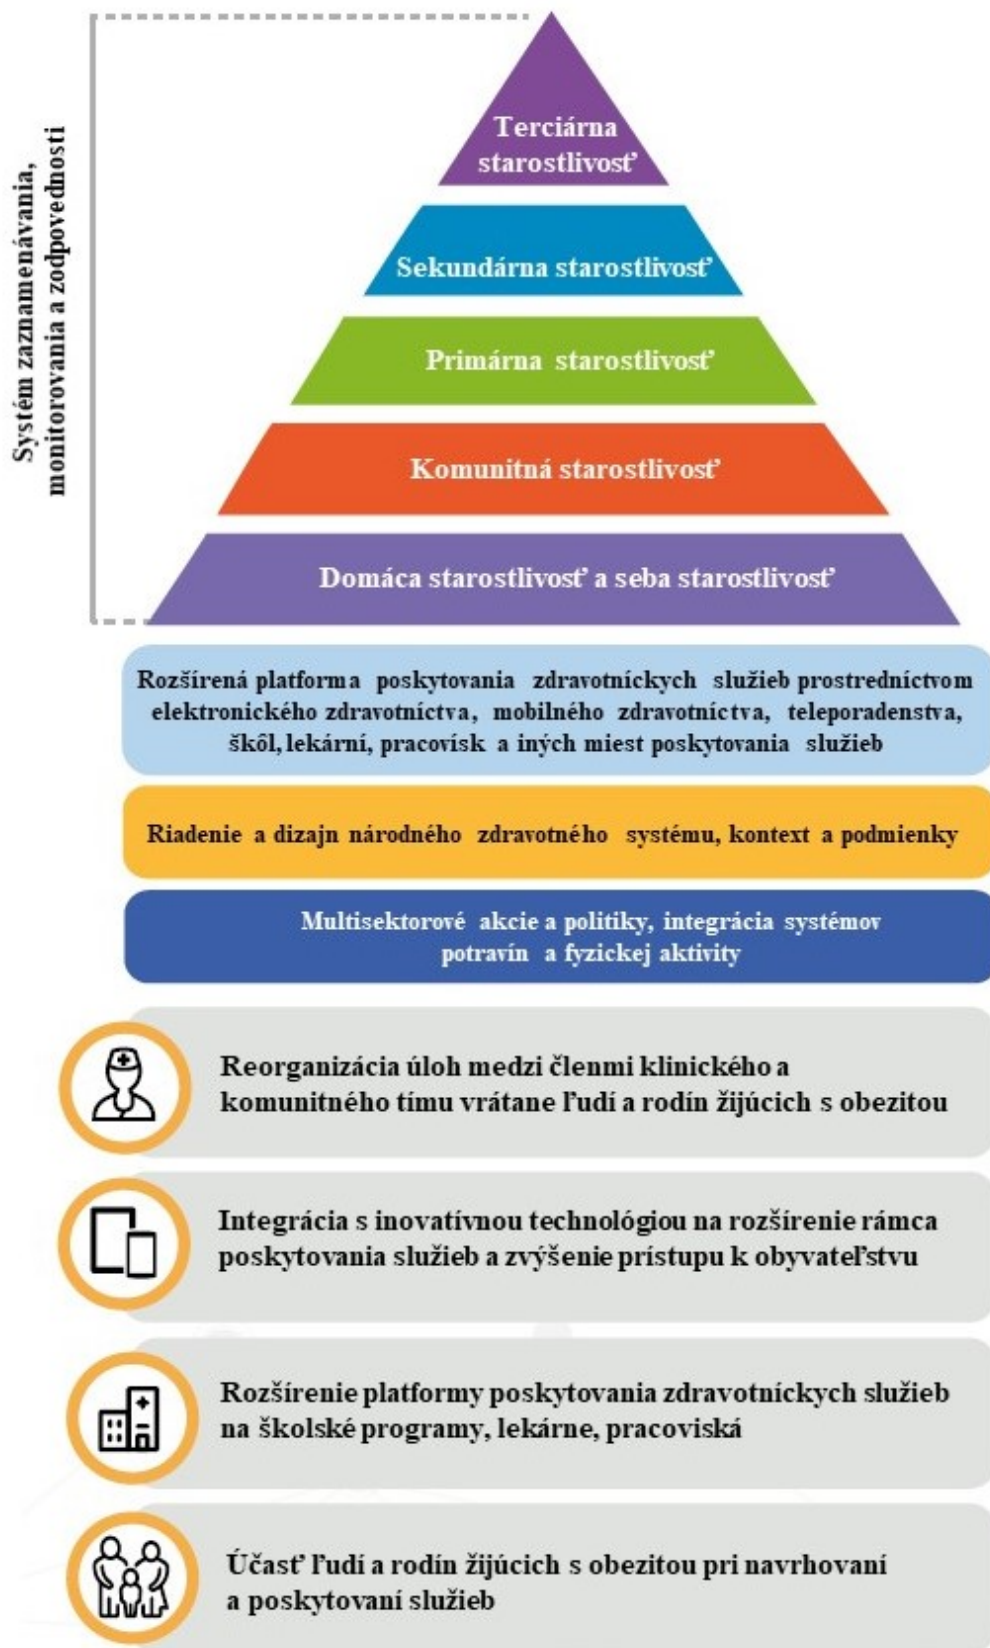 Systém zaznamenávania,
monitorovania a zodpovednosti
Terciárna
starostlivosť
Sekundárna starostlivosť
Primárna starostlivosť
Komunitná starostlivosť
Domáca starostlivosť a seba starostlivosť
Rozšírená platforma poskytovania zdravotníckych služieb prostredníctvom
elektronického zdravotníctva, mobilného zdravotníctva, teleporadenstva,
škôl, lekární, pracovísk a iných miest poskytovania služieb
Riadenie a dizajn národného zdravotného systému, kontext a podmienky
Multisektorové akcie a politiky, integrácia systémov
potravín a fyzickej aktivity
Reorganizácia úloh medzi členmi klinického a
komunitného tímu vrátane ľudí a rodín žijúcich s obezitou
Integrácia s inovatívnou technológiou na rozšírenie rámca
poskytovania služieb a zvýšenie prístupu k obyvateľstvu
Rozšírenie platformy poskytovania zdravotníckych služieb
na školské programy, lekárne, pracoviská
Účasť ľudí a rodín žijúcich s obezitou pri navrhovaní
a poskytovaní služieb